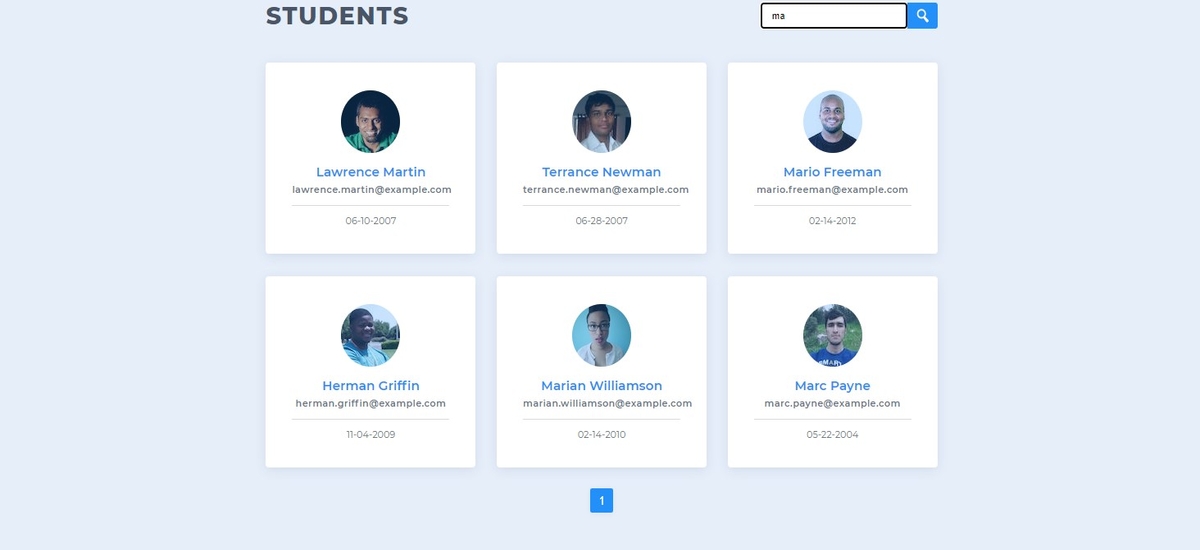 STUDENTS
ma
Lawrence Martin
lawrence.martin@example.com
06-10-2007
Terrance Newman
terrance.newman@example.com
06-28-2007
Mario Freeman
mario.freeman@example.com
02-14-2012
Herman Griffin
herman.griffin@example.com
11-04-2009
Marian Williamson
marian.williamson@example.com
02-14-2010
Marc Payne
marc.payne@example.com
05-22-2004
1